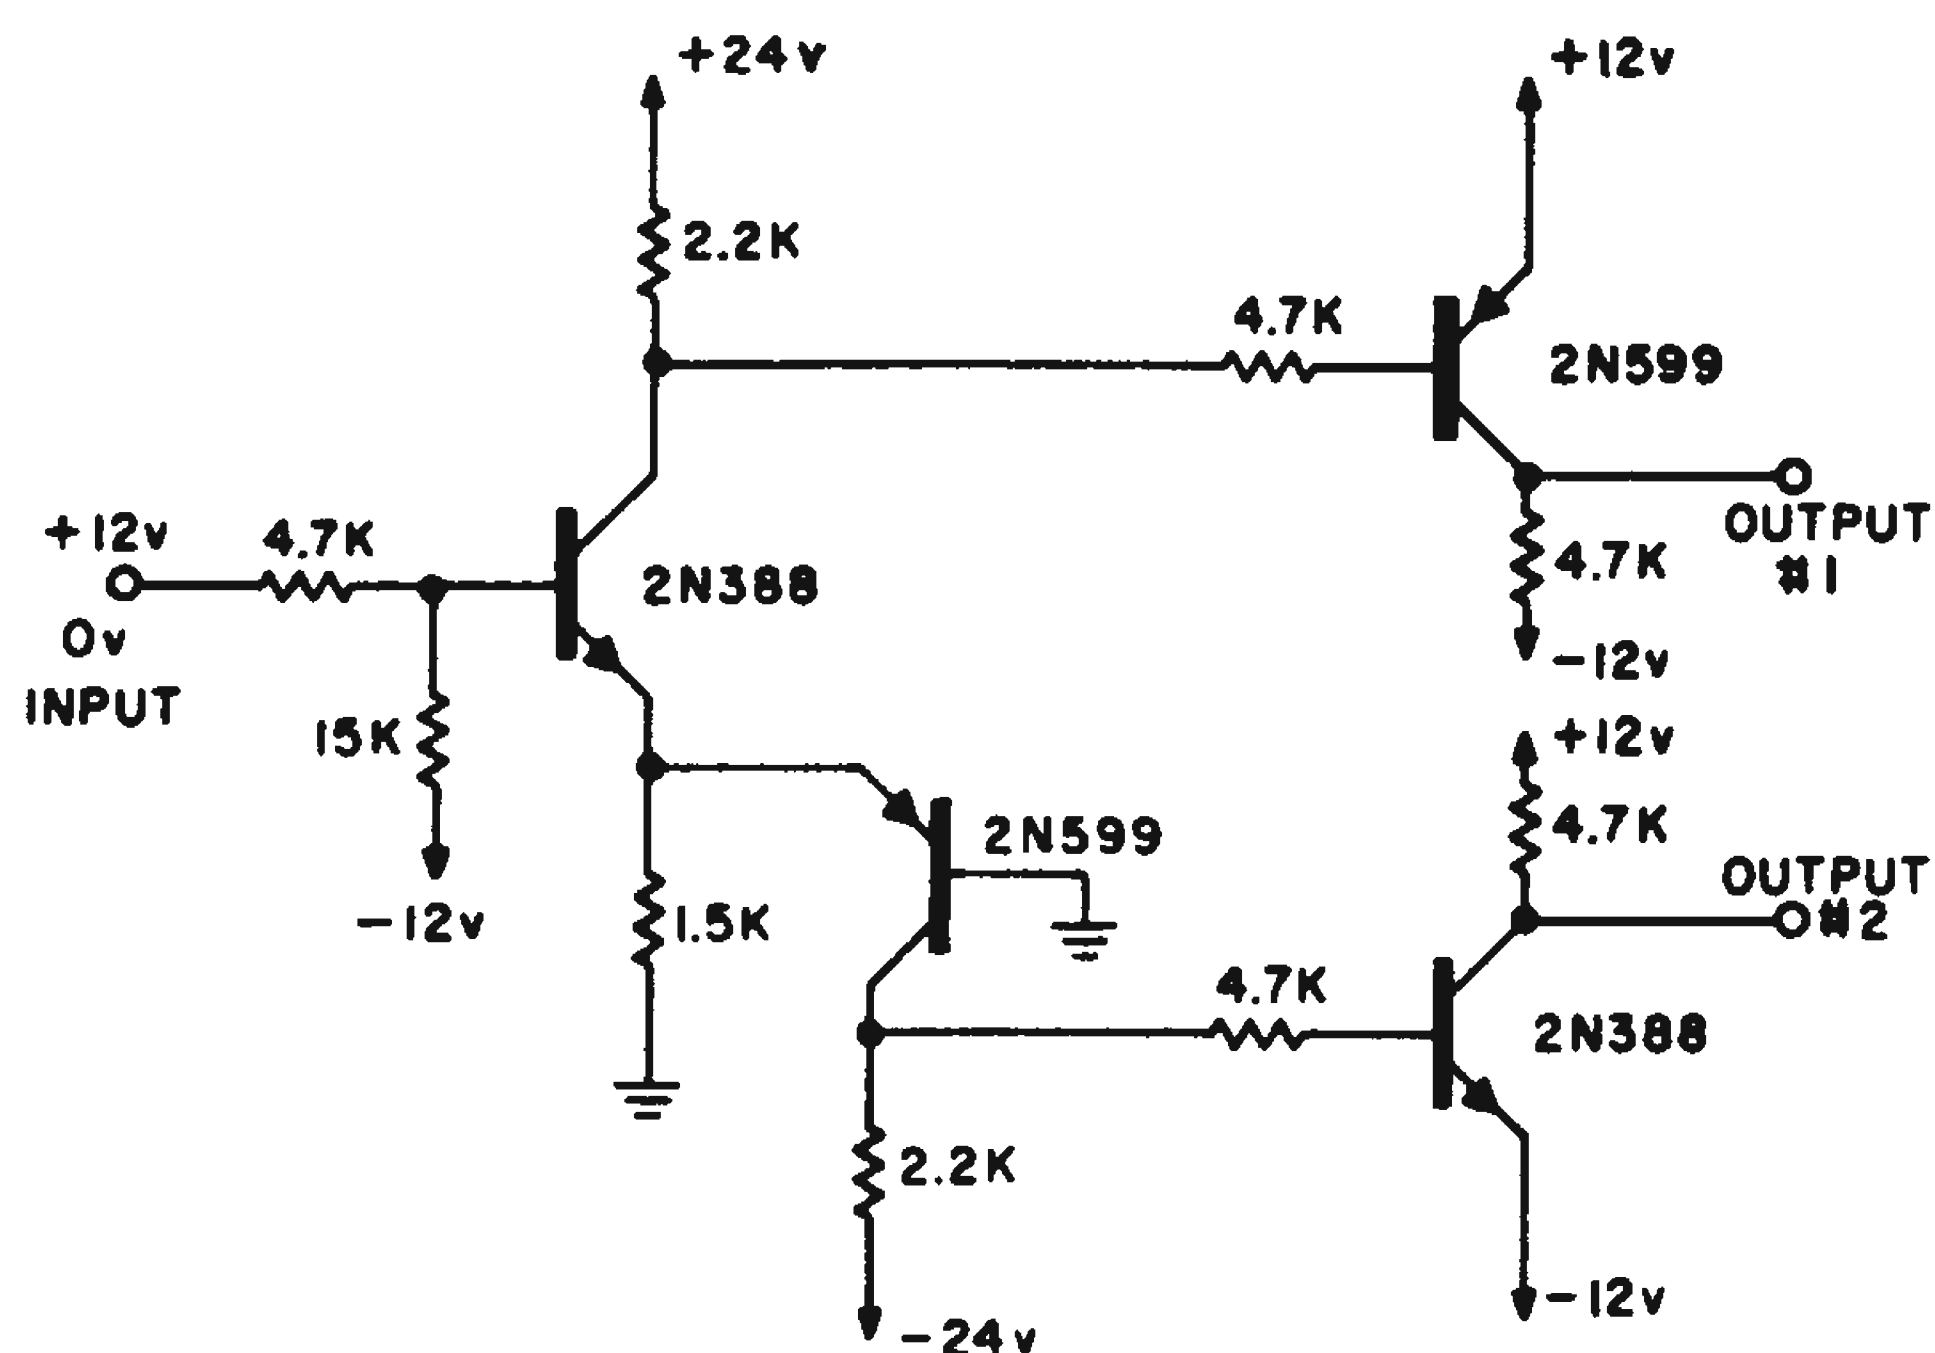 +24v
+12v
2.2K
4.7K
2N599
+12v
4.7K
OUTPUT
#1
2N388
4.7K
0v
INPUT
-12v
15K
+12v
4.7K
2N599
OUTPUT
#2
-12v
1.5K
4.7K
2N388
2.2K
-12v
-24v